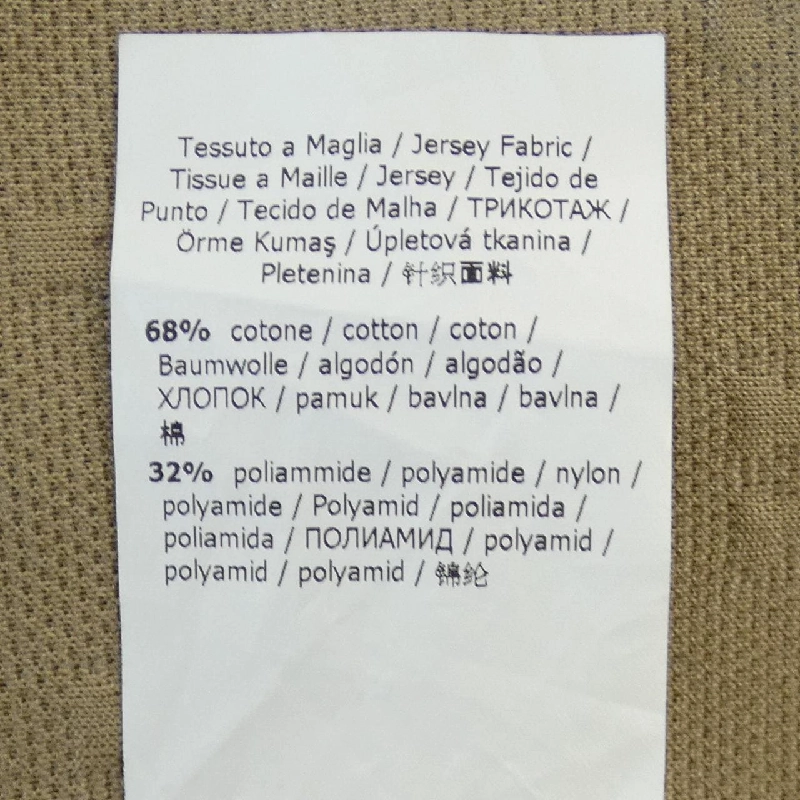 Tessuto a Maglia / Jersey Fabric /
Tissue a Maille / Jersey / Tejido de
Punto / Tecido de Malha / ТРИКОТАЖ /
Örme Kumaş / Úpletová tkanina /
Pletenina / 针织面料
68% cotone / cotton / coton /
Baumwolle / algodón / algodão /
ХЛОПОК / pamuk / bavlna / bavlna /
棉
32% poliammide / polyamide / nylon /
polyamide / Polyamid / poliamida /
poliamida / ПОЛИАМИД / polyamid /
polyamid / polyamid / 锦纶